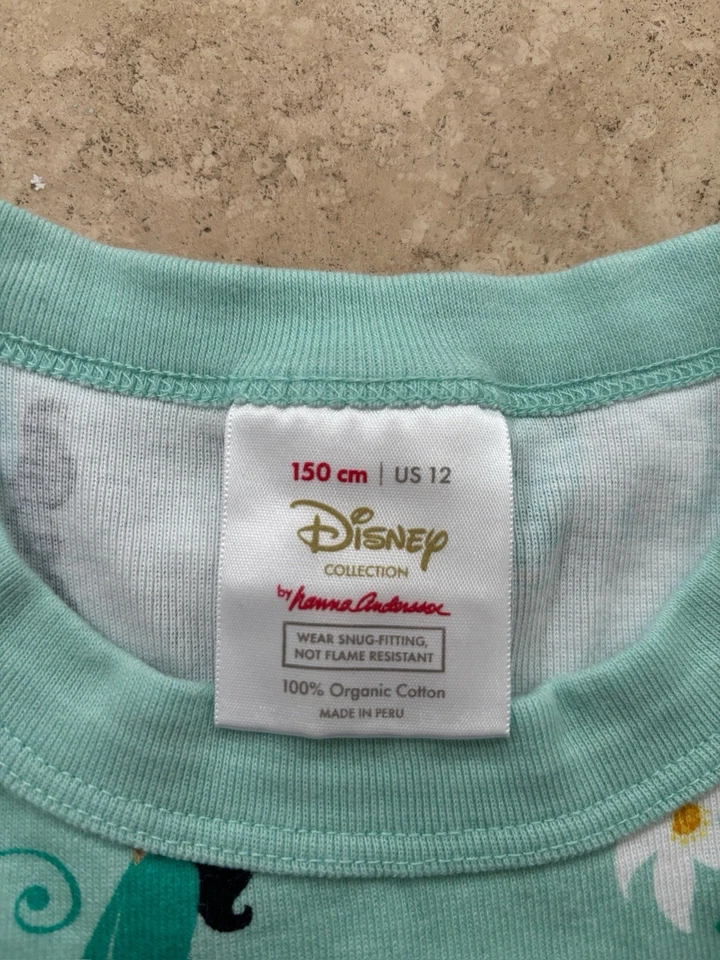 150 cm | US 12
Disney
COLLECTION
by hanna andersson
WEAR SNUG-FITTING,
NOT FLAME RESISTANT
100% Organic Cotton
MADE IN PERU